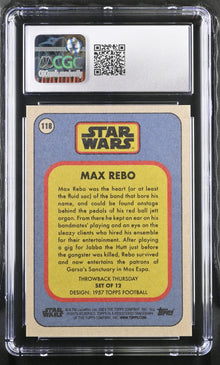 CGC
118
STAR
WARS
MAX REBO
Max Rebo was the heart (or at least
the fluid sac) of the band that bore his
name, and could be found onstage
behind the pedals of his red ball jett
organ. From there he kept an ear on his
bandmates' playing and an eye on the
sleazy clients who hired his ensemble
for their entertainment. After playing a
gig for Jabba the Hutt just before the
gangster was killed, Rebo survived
and now entertains the patrons of
Garsa's Sanctuary in Mos Espa.
THROWBACK THURSDAY
SET OF 12
DESIGN: 1957 TOPPS FOOTBALL
STAR
WARS
topps